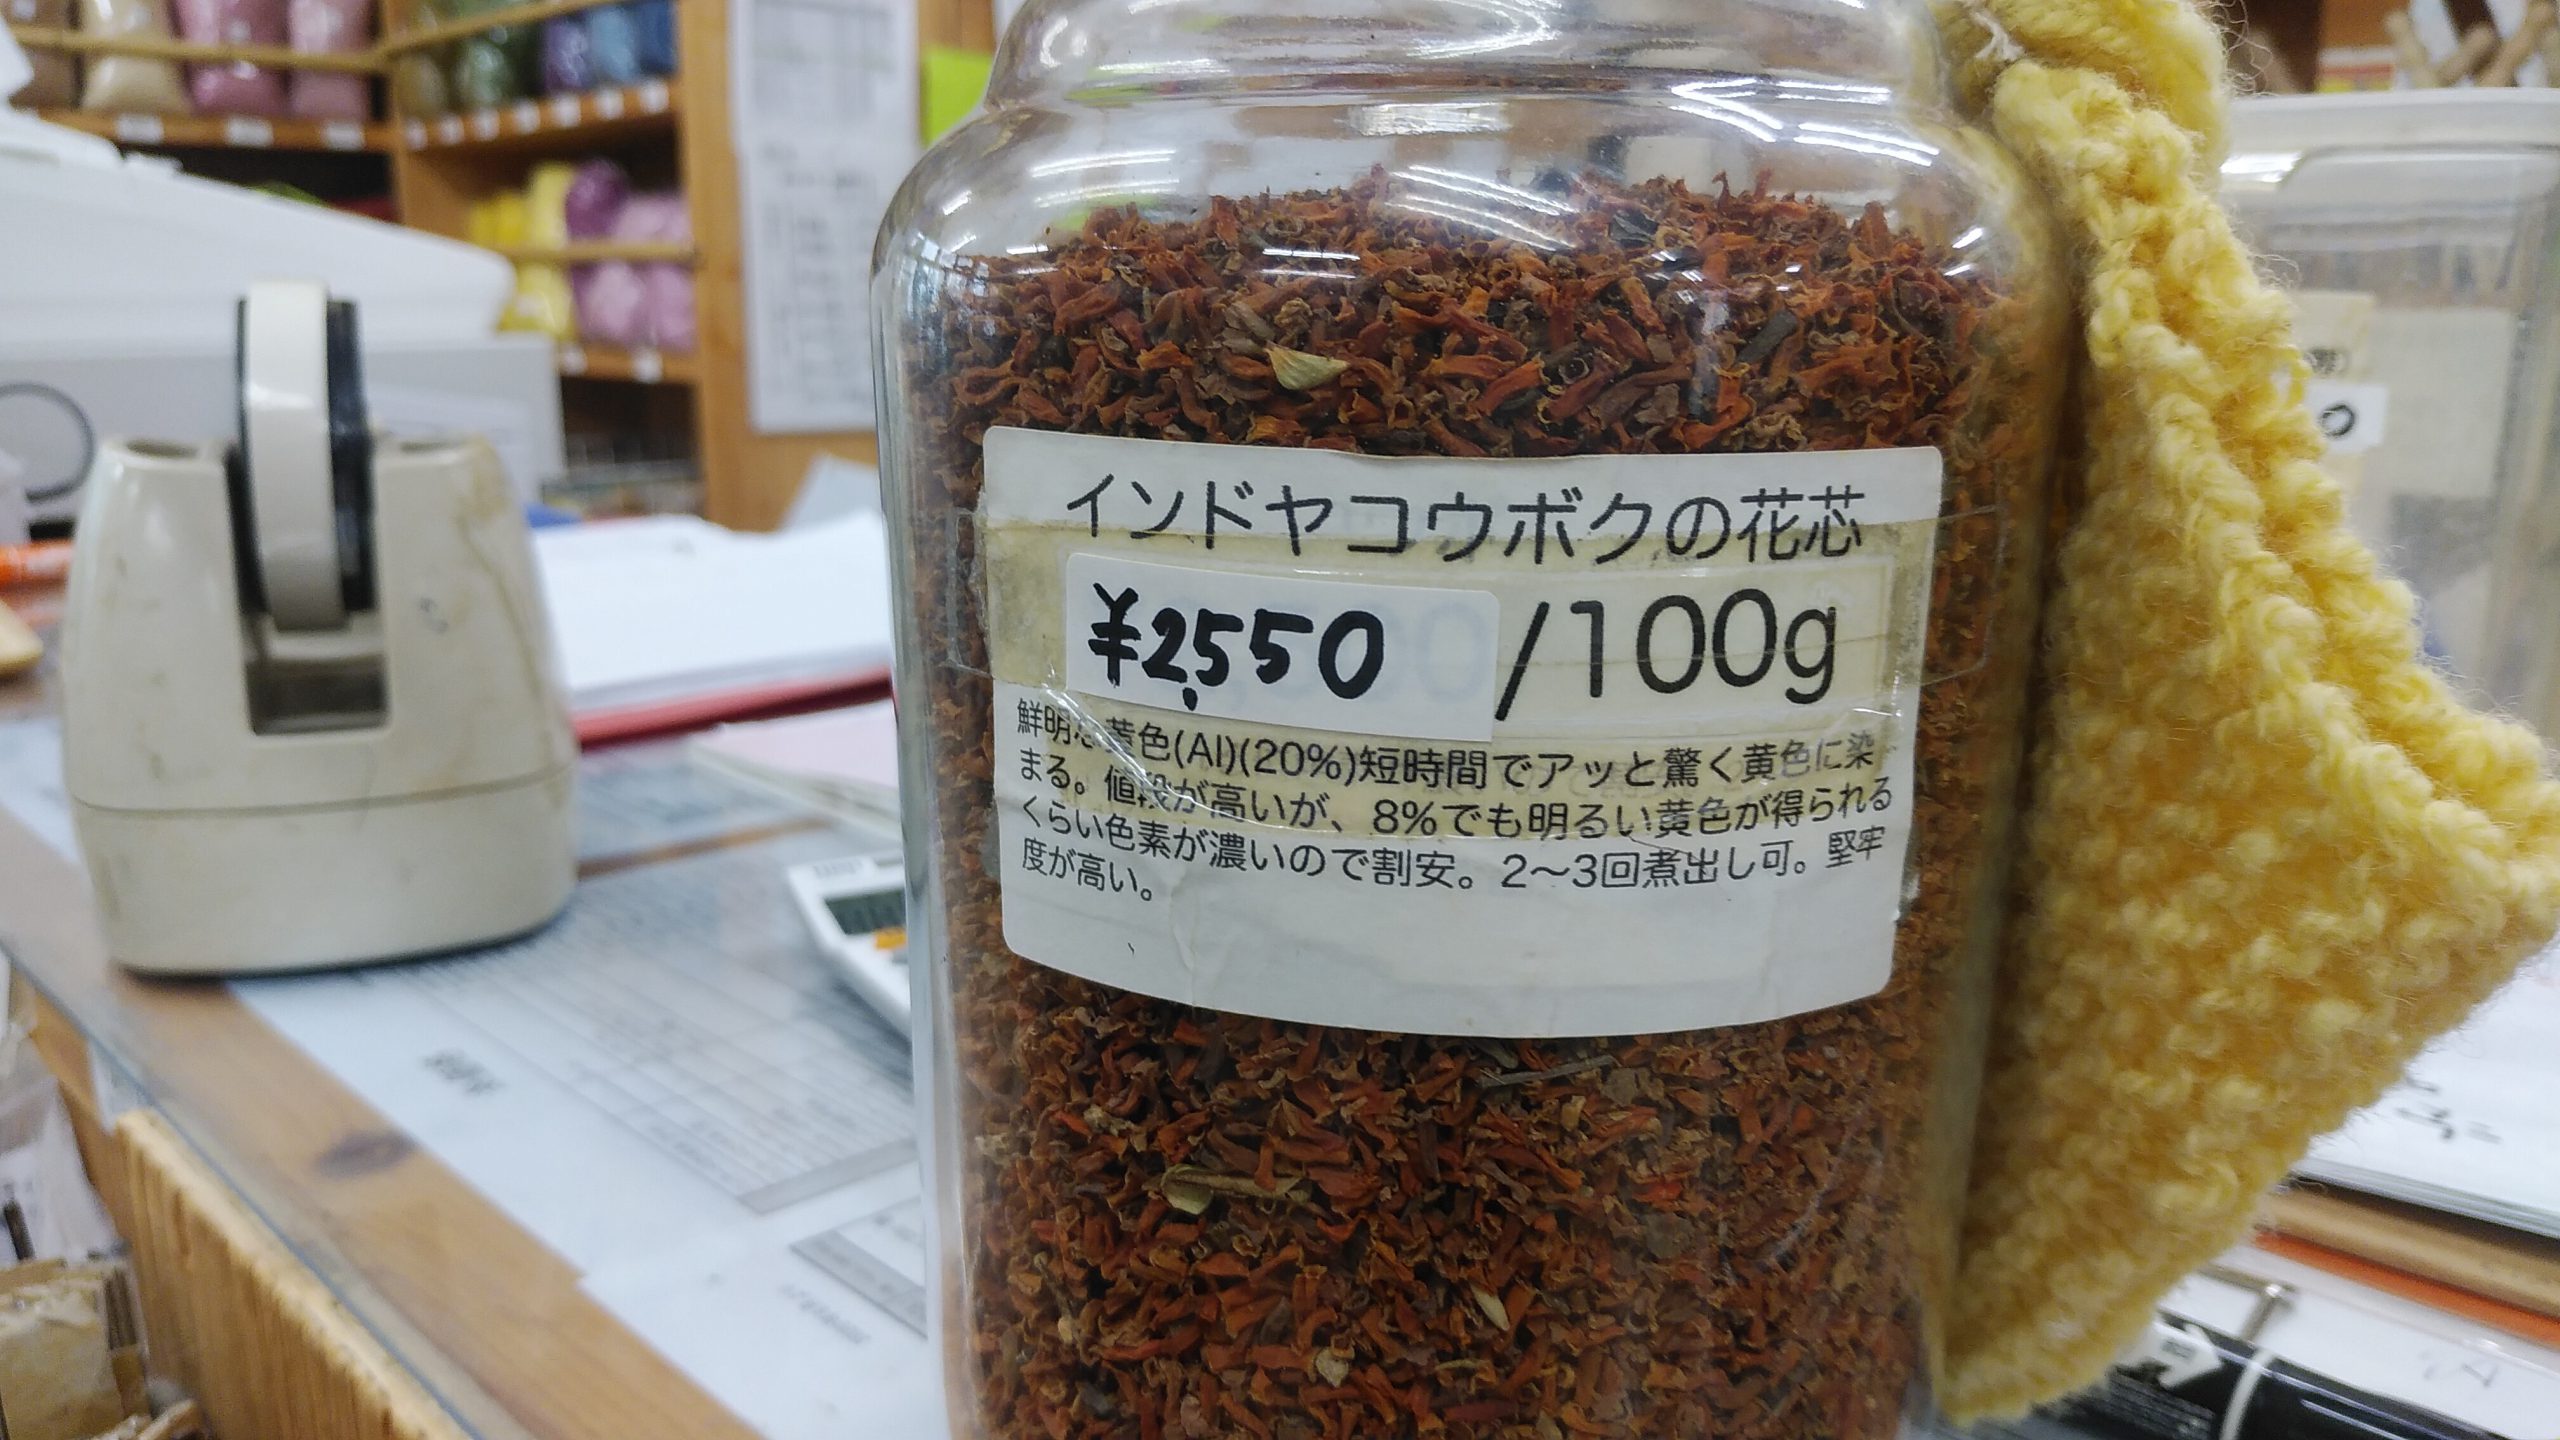 インドヤコウボクの花芯
¥2,550/100g
鮮明な黄色(Al)(20%)短時間でアッと驚く黄色に染
まる。値段が高いが、8%でも明るい黄色が得られる
くらい色素が濃いので割安。2〜3回煮出し可。堅牢
度が高い。